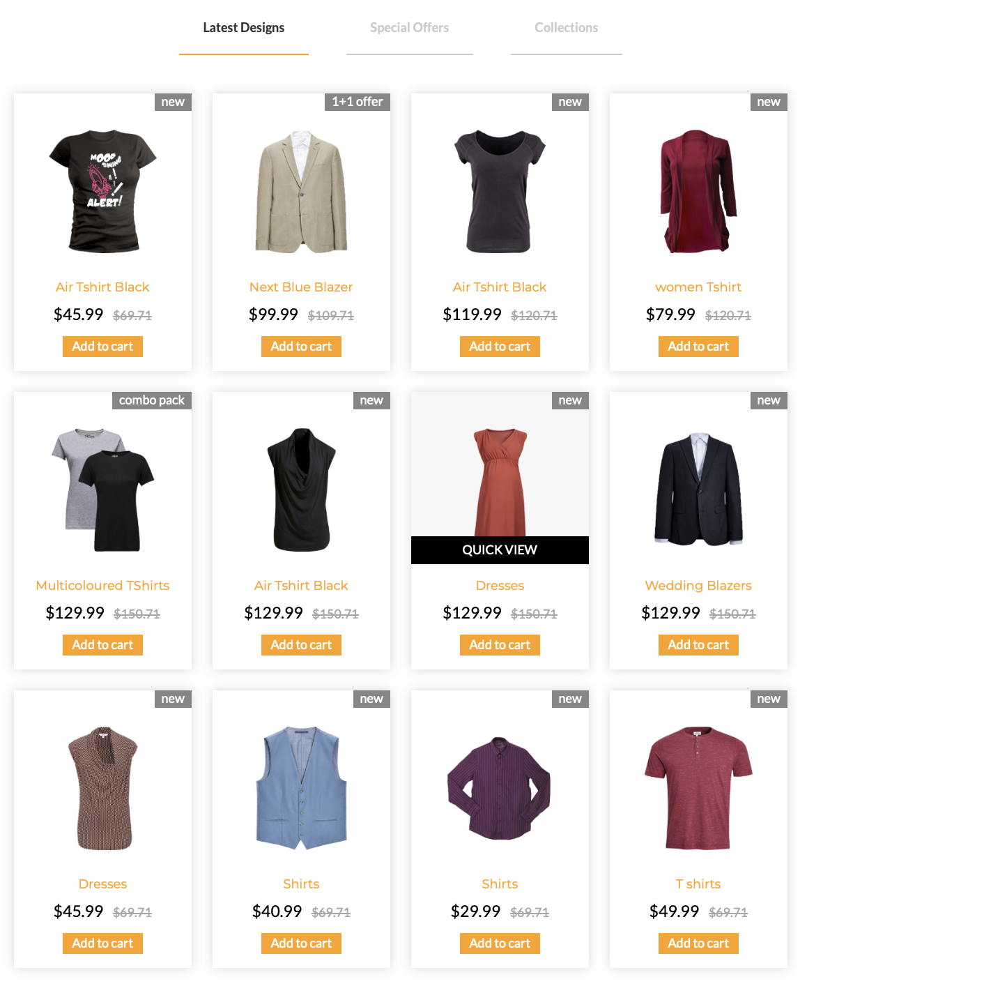 Latest Designs Special Offers Collections
new 1+1 offer new new
MOOD
SWING
ALERT!
Air Tshirt Black Next Blue Blazer Air Tshirt Black women Tshirt
$45.99 $69.71 $99.99 $109.71 $119.99 $120.71 $79.99 $120.71
Add to cart Add to cart Add to cart Add to cart
combo pack new new new
QUICK VIEW
Multicoloured TShirts Air Tshirt Black Dresses Wedding Blazers
$129.99 $150.71 $129.99 $150.71 $129.99 $150.71 $129.99 $150.71
Add to cart Add to cart Add to cart Add to cart
new new new new
Dresses Shirts Shirts T shirts
$45.99 $69.71 $40.99 $69.71 $29.99 $69.71 $49.99 $69.71
Add to cart Add to cart Add to cart Add to cart